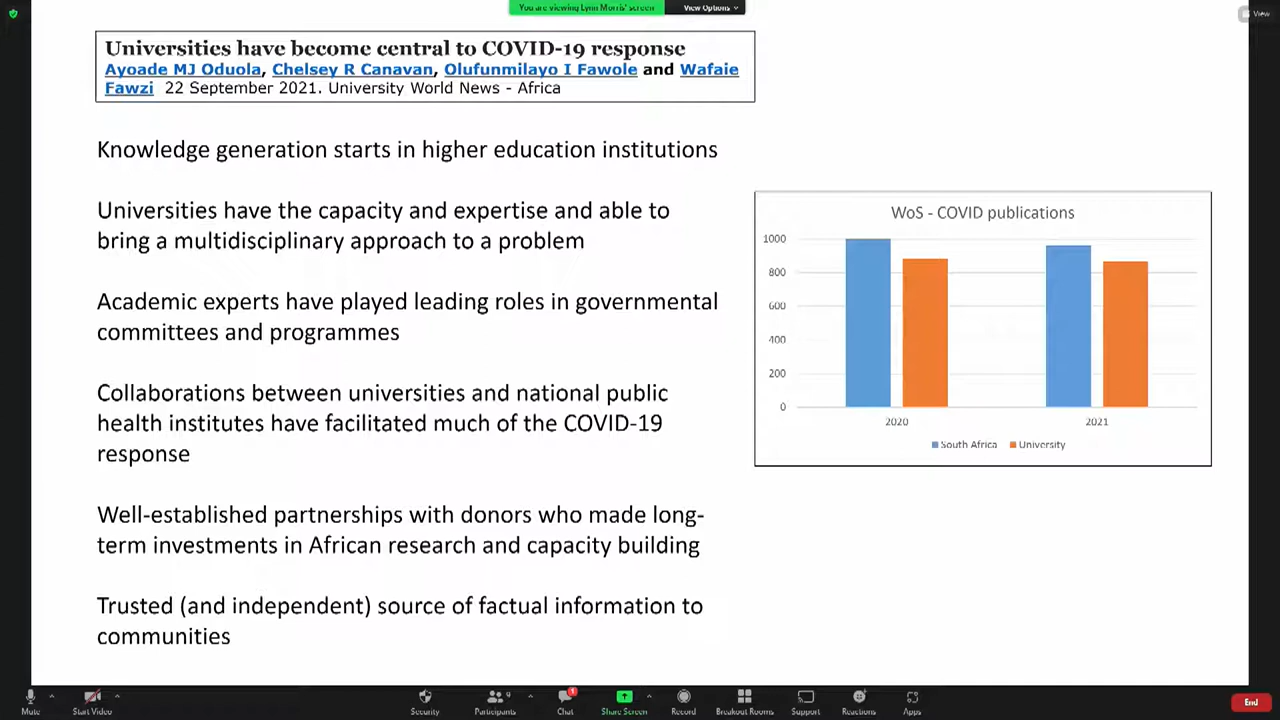 You are viewing Lynn Morris' screen
View Options
View
Universities have become central to COVID-19 response
Ayoade MJ Oduola, Chelsey R Canavan, Olufunmilayo I Fawole and Wafaie
Fawzi 22 September 2021. University World News - Africa
Knowledge generation starts in higher education institutions
Universities have the capacity and expertise and able to
bring a multidisciplinary approach to a problem
Academic experts have played leading roles in governmental
committees and programmes
Collaborations between universities and national public
health institutes have facilitated much of the COVID-19
response
Well-established partnerships with donors who made long-
term investments in African research and capacity building
Trusted (and independent) source of factual information to
communities
WoS - COVID publications
1000
800
600
400
200
0
2020 2021
South Africa University
Mute Start Video Security Participants 9 Chat 1 Share Screen Record Breakout Rooms Support Reactions Apps End